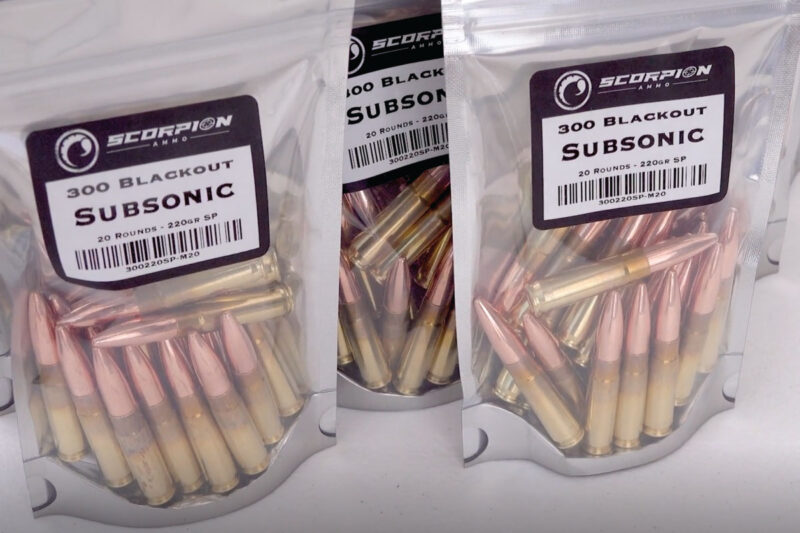 SCORPION
AMMO
300 BLACKOUT
SUBSONIC
20 ROUNDS - 220GR SP
300220SP-M20
SCORPION
AMMO
300 BLACKOUT
SUBSONIC
20 ROUNDS - 220GR
300220SP-M20
SCORPION
AMMO
300 BLACKOUT
SUBSONIC
20 ROUNDS - 220GR SP
300220SP-M20